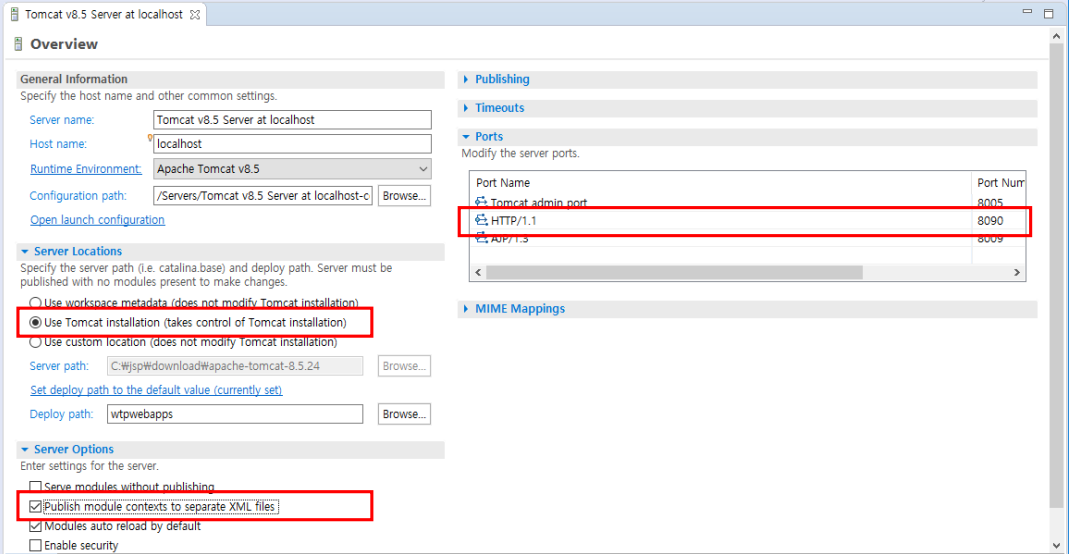 Tomcat v8.5 Server at localhost
Overview
General Information
Specify the host name and other common settings.
Server name: Tomcat v8.5 Server at localhost
Host name: localhost
Runtime Environment: Apache Tomcat v8.5
Configuration path: /Servers/Tomcat v8.5 Server at localhost-c Browse...
Open launch configuration
Server Locations
Specify the server path (i.e. catalina.base) and deploy path. Server must be
published with no modules present to make changes.
Use workspace metadata (does not modify Tomcat installation)
Use Tomcat installation (takes control of Tomcat installation)
Use custom location (does not modify Tomcat installation)
Server path: C:₩jsp₩download₩apache-tomcat-8.5.24 Browse...
Set deploy path to the default value (currently set)
Deploy path: wtpwebapps Browse...
Server Options
Enter settings for the server.
Serve modules without publishing
Publish module contexts to separate XML files
Modules auto reload by default
Enable security
Publishing
Timeouts
Ports
Modify the server ports.
Port Name Port Num
Tomcat admin port 8005
HTTP/1.1 8090
AJP/1.3 8009
MIME Mappings